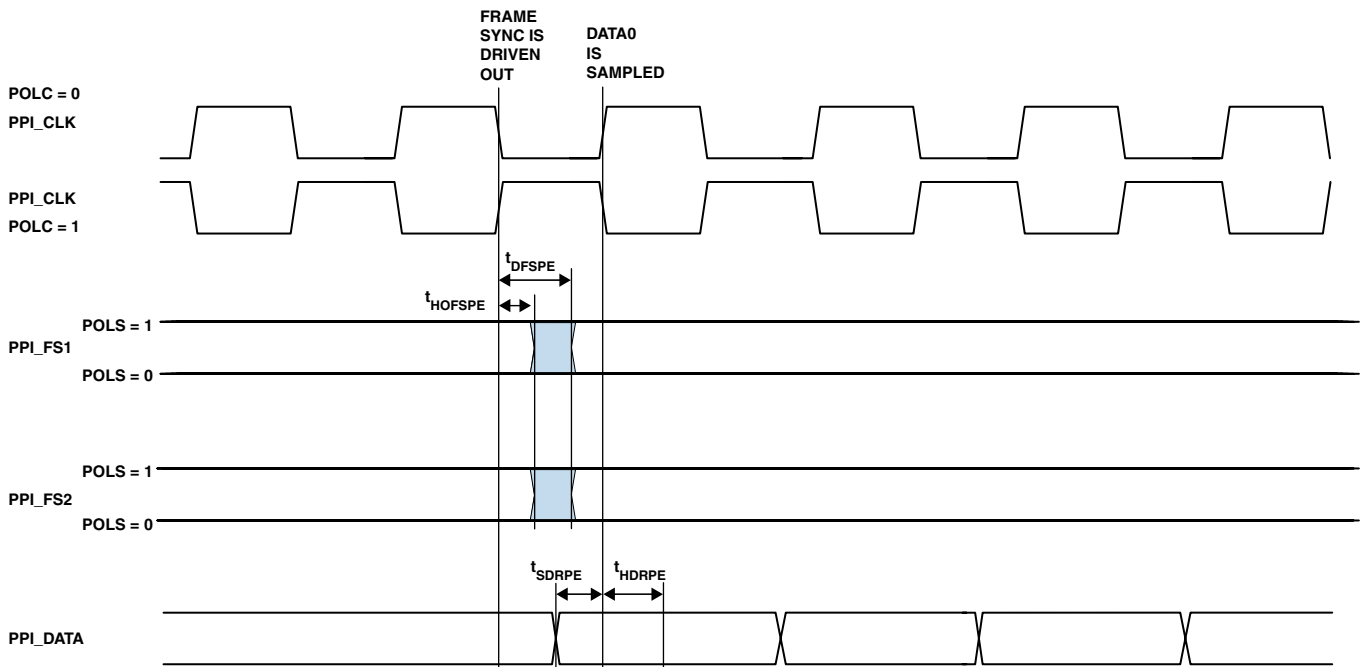 FRAME
SYNC IS
DRIVEN
OUT
DATA0
IS
SAMPLED
POLC = 0
PPI_CLK
PPI_CLK
POLC = 1
tDFSPE
tHOFSPE
POLS = 1
PPI_FS1
POLS = 0
POLS = 1
PPI_FS2
POLS = 0
tSDRPE
tHDRPE
PPI_DATA